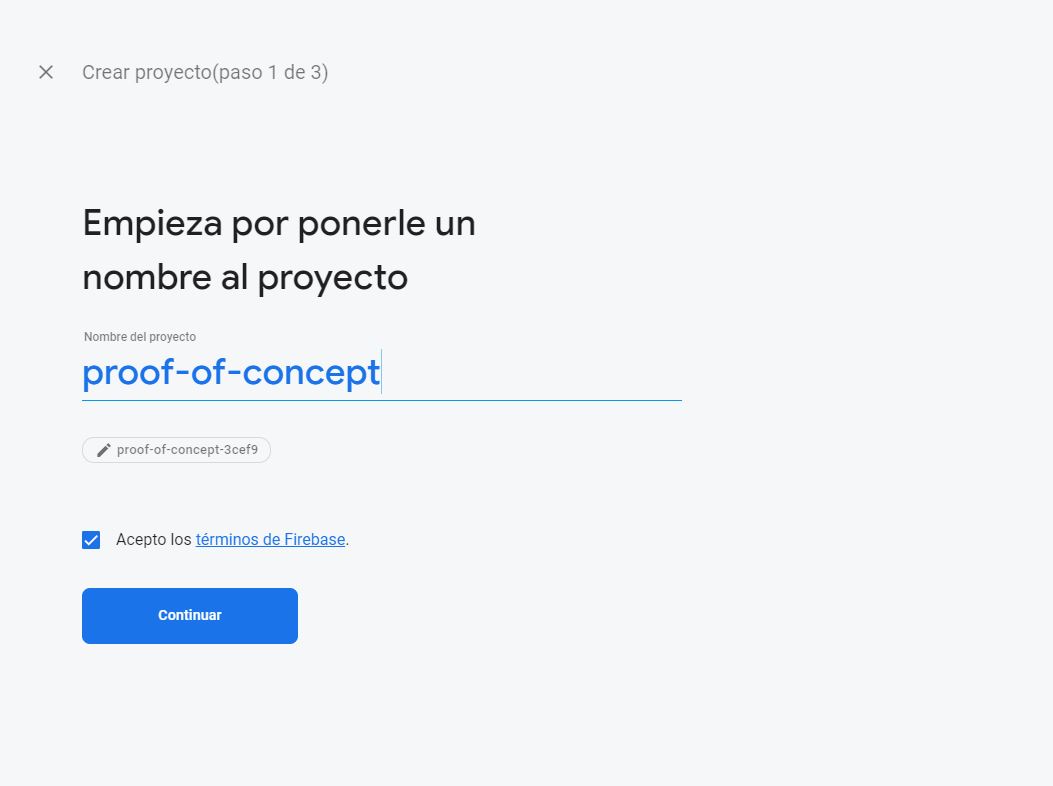 Crear proyecto(paso 1 de 3)
Empieza por ponerle un
nombre al proyecto
Nombre del proyecto
proof-of-concept
proof-of-concept-3cef9
Acepto los términos de Firebase.
Continuar